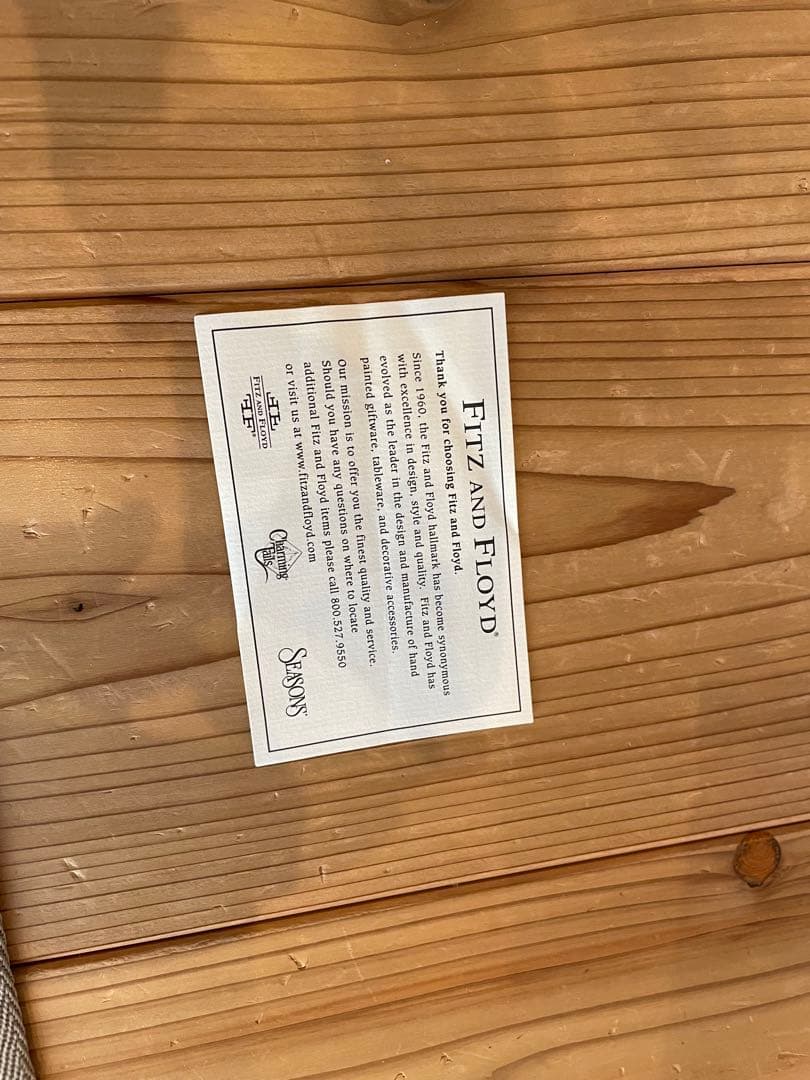 FITZ AND FLOYD®
Thank you for choosing Fitz and Floyd.
Since 1960, the Fitz and Floyd hallmark has become synonymous
with excellence in design, style and quality. Fitz and Floyd has
evolved as the leader in the design and manufacture of hand
painted giftware, tableware, and decorative accessories.
Our mission is to offer you the finest quality and service.
Should you have any questions on where to locate
additional Fitz and Floyd items please call 800.527.9550
or visit us at www.fitzandfloyd.com
FF
FITZ AND FLOYD
FF®
Charming
Tails
SEASONS